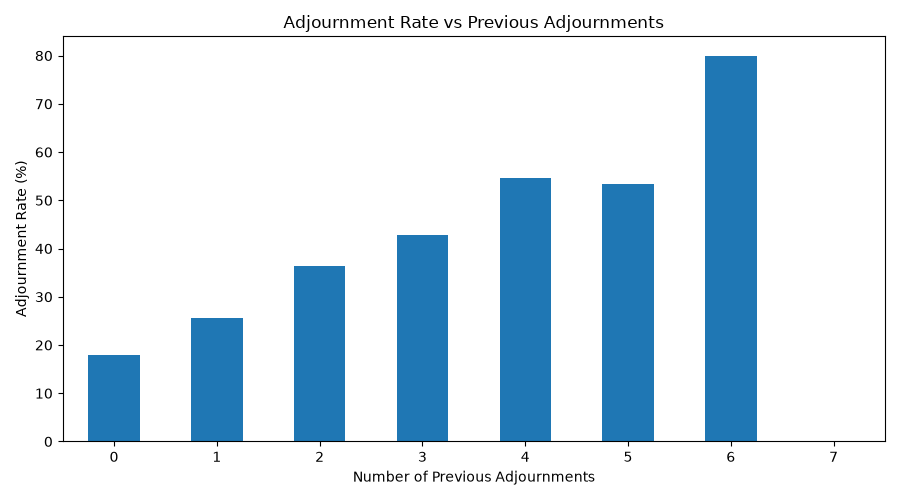 Adjournment Rate vs Previous Adjournments
Adjournment Rate (%)
80
70
60
50
40
30
20
10
0
0 1 2 3 4 5 6 7
Number of Previous Adjournments